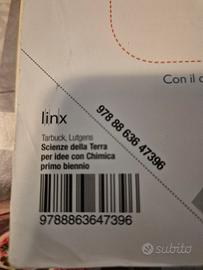 Con il c
linx
978 88 636 47396
Tarbuck, Lutgens
Scienze della Terra
per idee con Chimica
primo biennio
9788863647396
subito